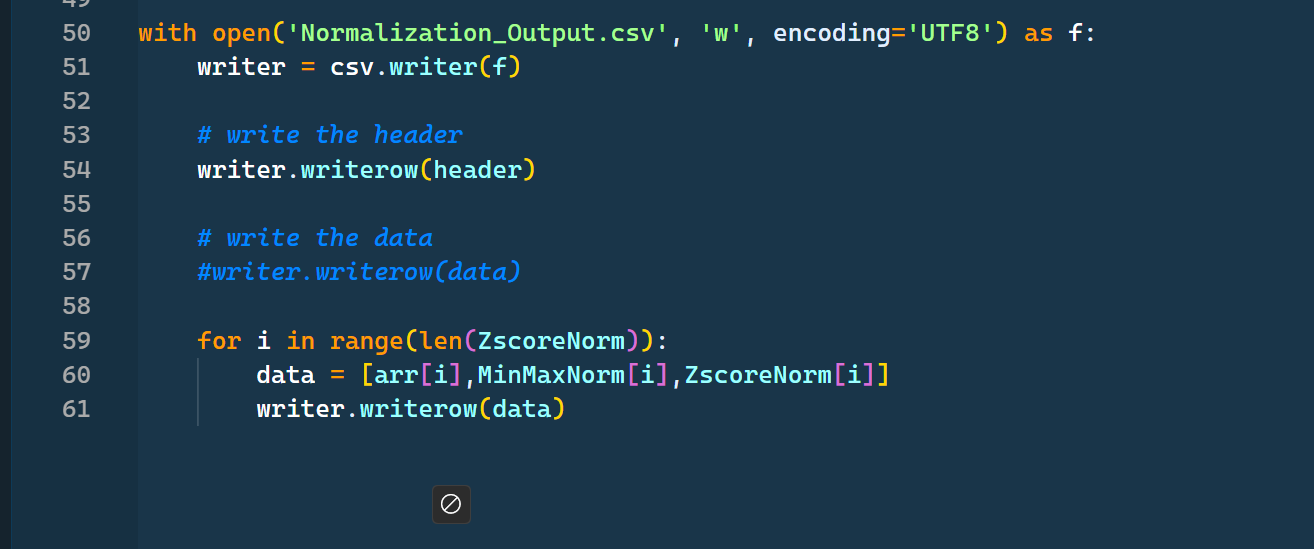 49
50 with open('Normalization_Output.csv', 'w', encoding='UTF8') as f:
51     writer = csv.writer(f)
52
53     # write the header
54     writer.writerow(header)
55
56     # write the data
57     #writer.writerow(data)
58
59     for i in range(len(ZscoreNorm)):
60         data = [arr[i],MinMaxNorm[i],ZscoreNorm[i]]
61         writer.writerow(data)